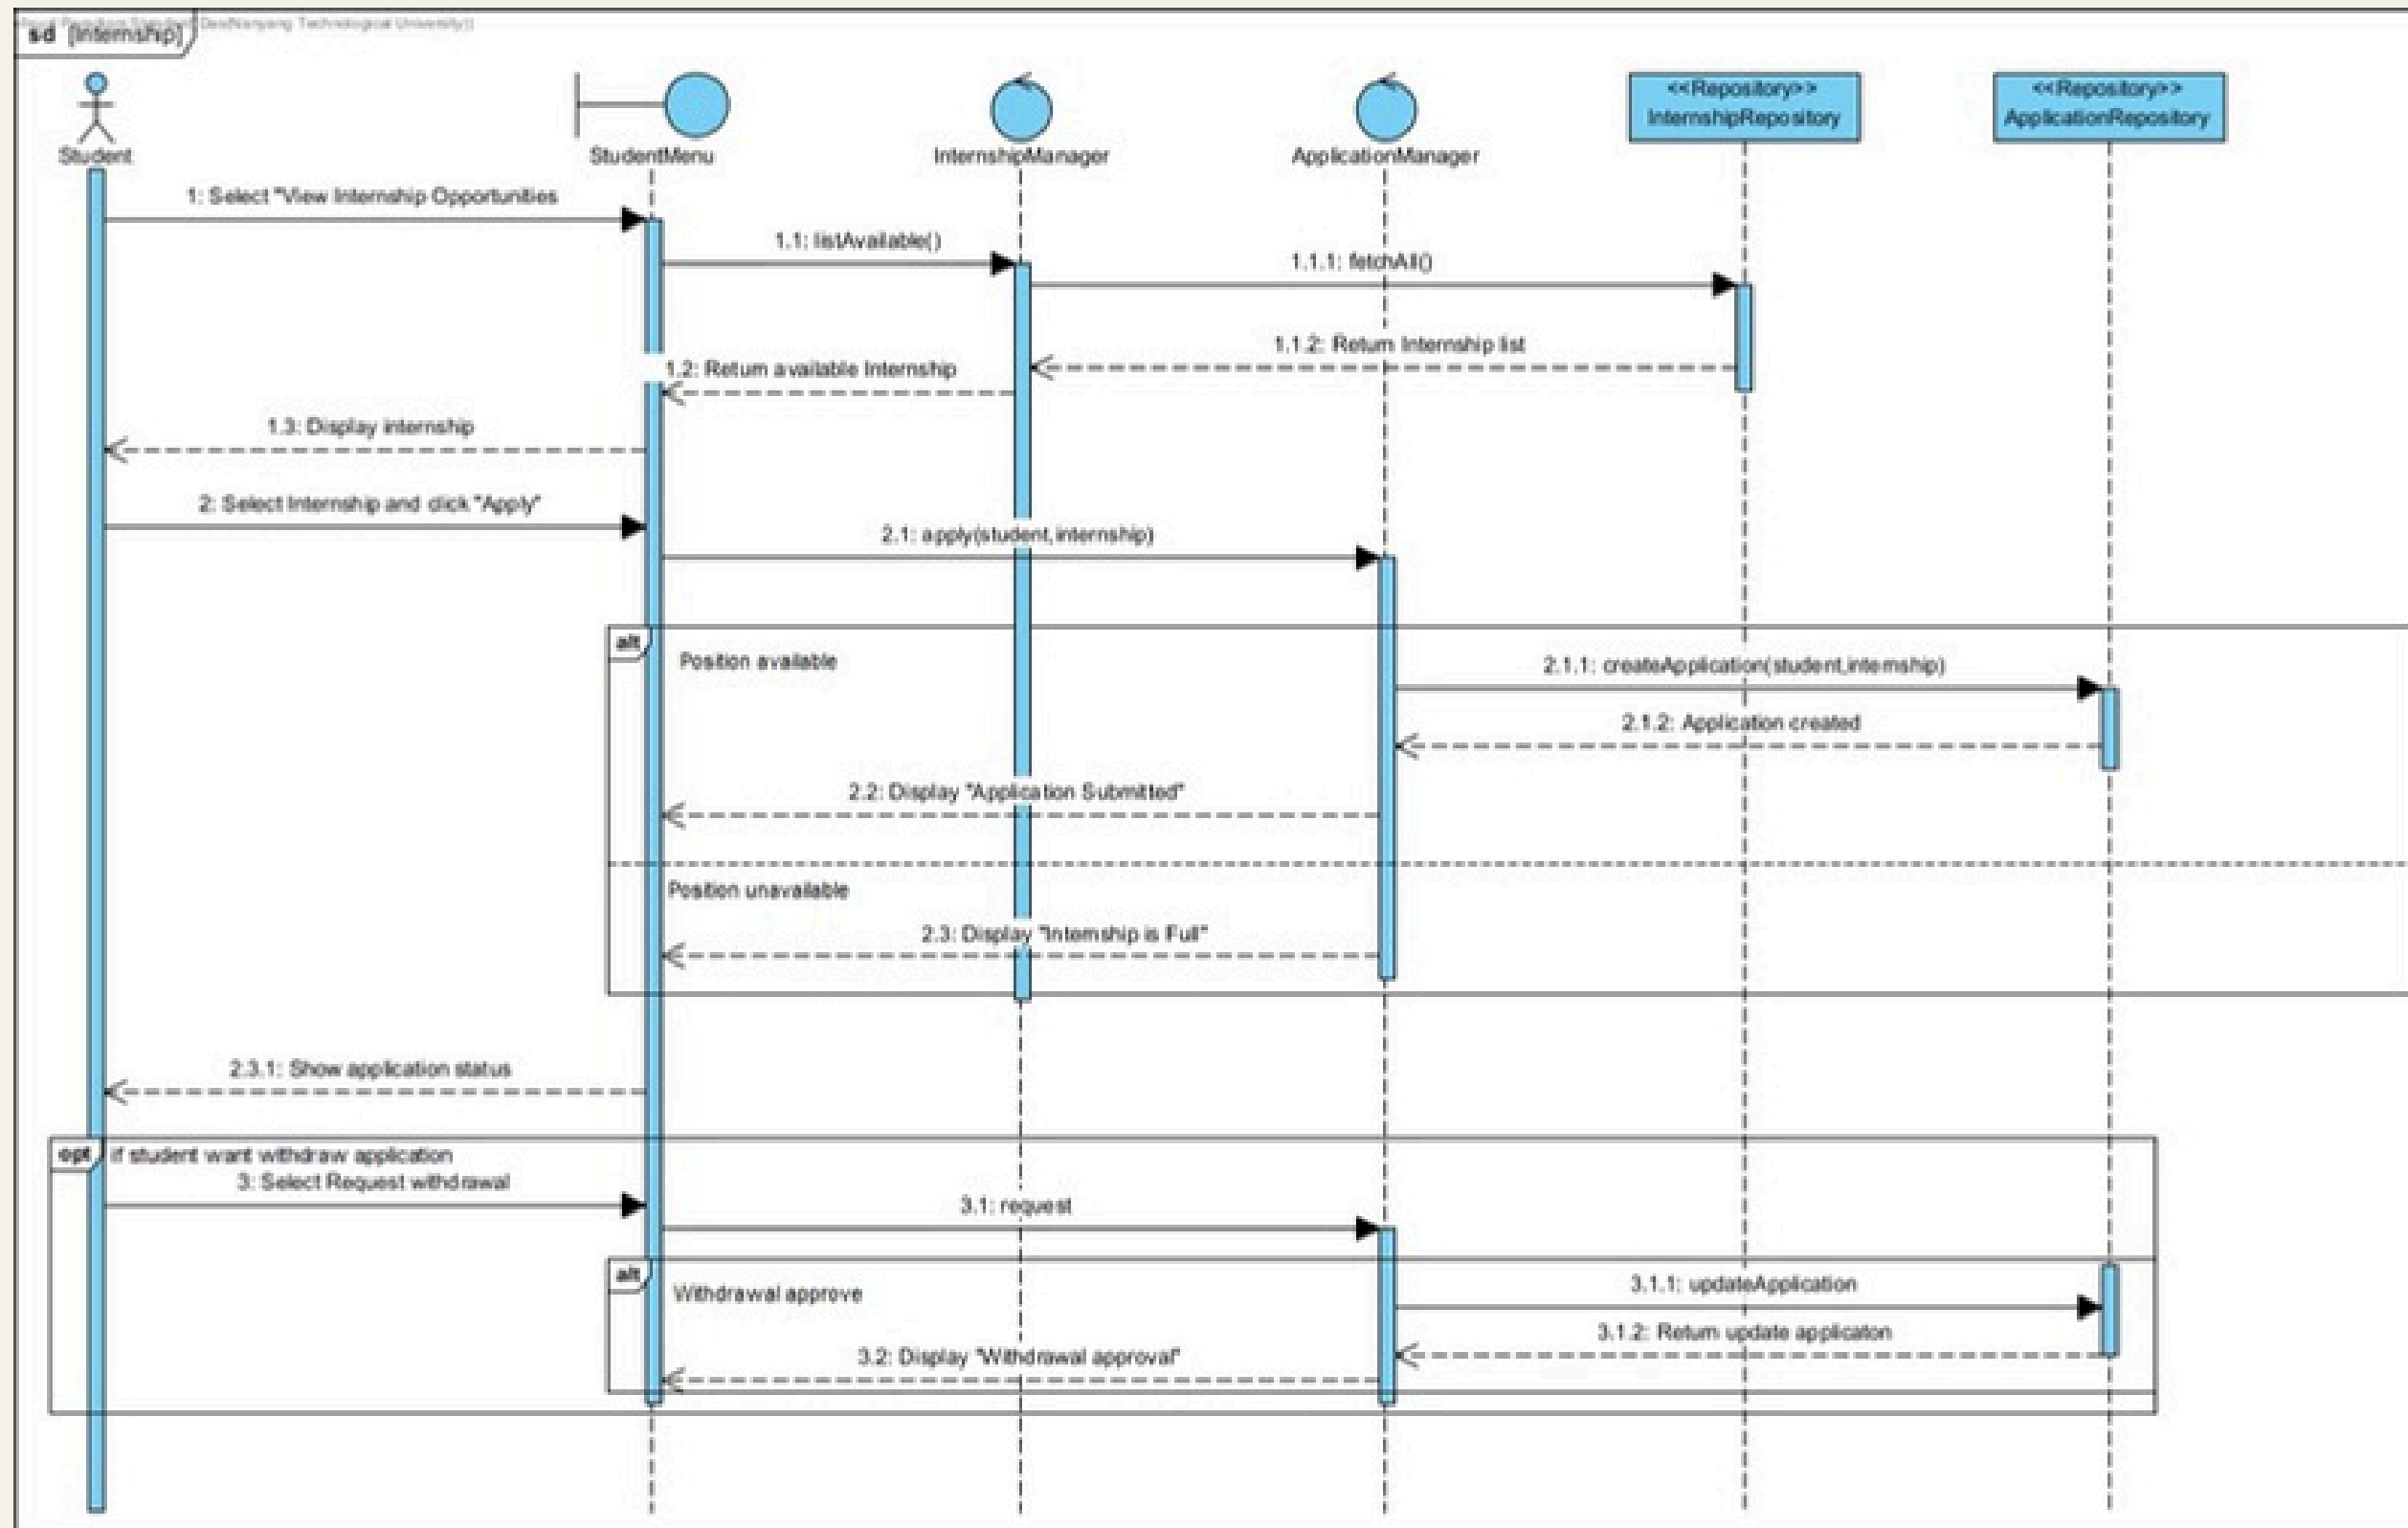 sd [Internship]
Nanyang Technological University)
Student
StudentMenu
InternshipManager
ApplicationManager
<<Repository>>
InternshipRepository
<<Repository>>
ApplicationRepository
1: Select "View Internship Opportunities
1.1: listAvailable()
1.1.1: fetchAll()
1.1.2: Return Internship list
1.2: Return available Internship
1.3: Display internship
2: Select Internship and click "Apply"
2.1: apply(student,internship)
alt
Position available
2.1.1: createApplication(student,internship)
2.1.2: Application created
2.2: Display "Application Submitted"
Position unavailable
2.3: Display "Internship is Full"
2.3.1: Show application status
opt
if student want withdraw application
3: Select Request withdrawal
3.1: request
alt
Withdrawal approve
3.1.1: updateApplication
3.1.2: Return update applicaton
3.2: Display "Withdrawal approval"